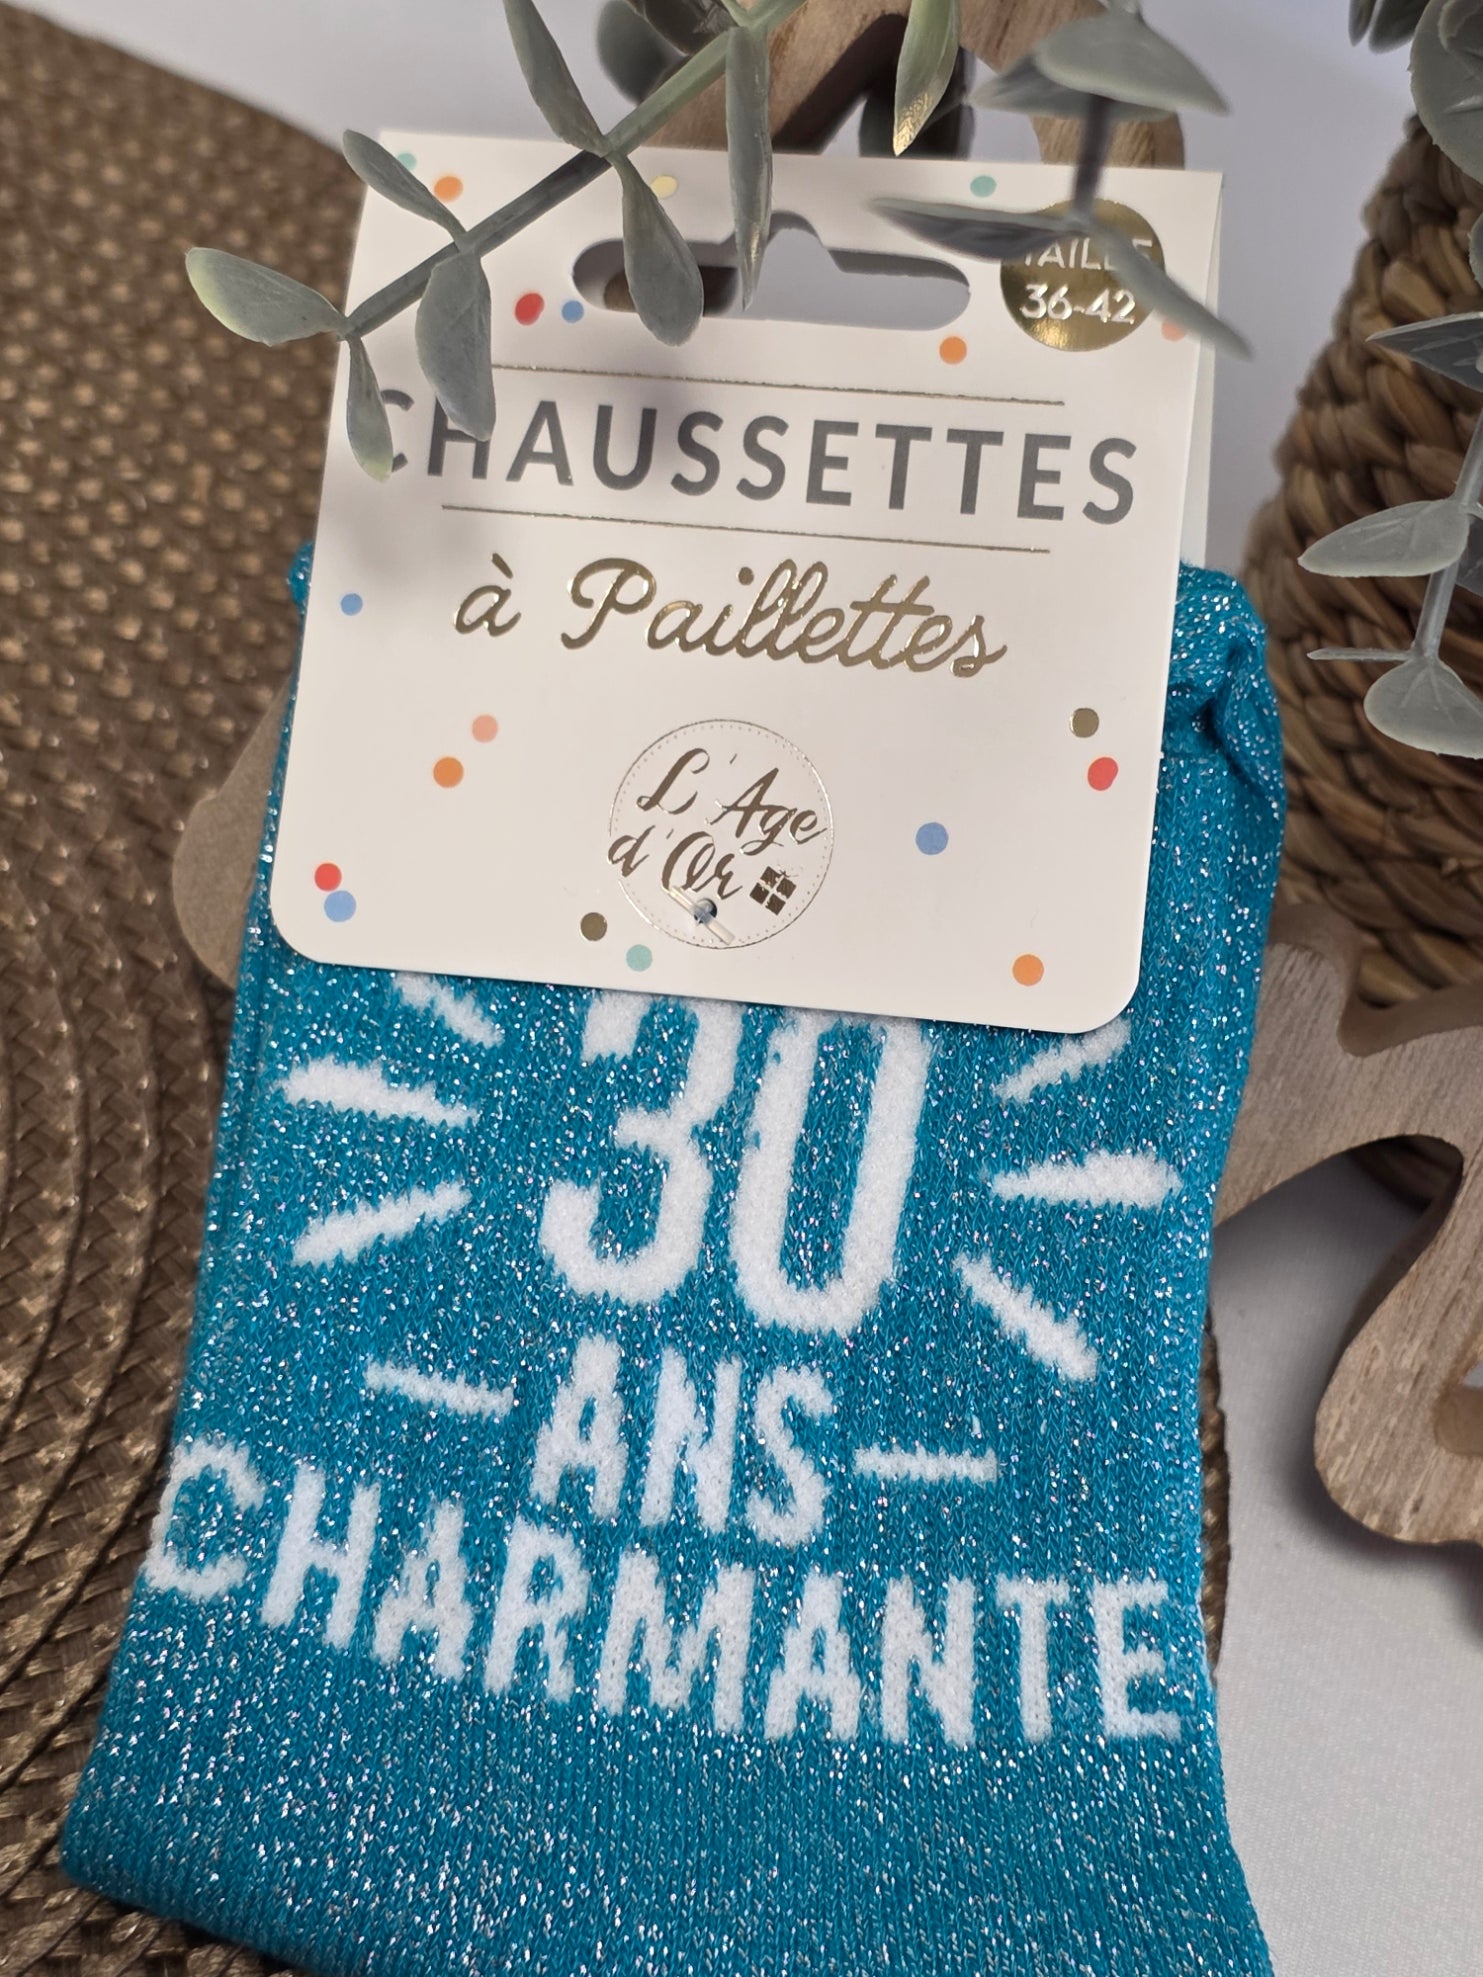 TAILLE
36-42
CHAUSSETTES
à Paillettes
L'Age
d'Or
30
ANS
CHARMANTE